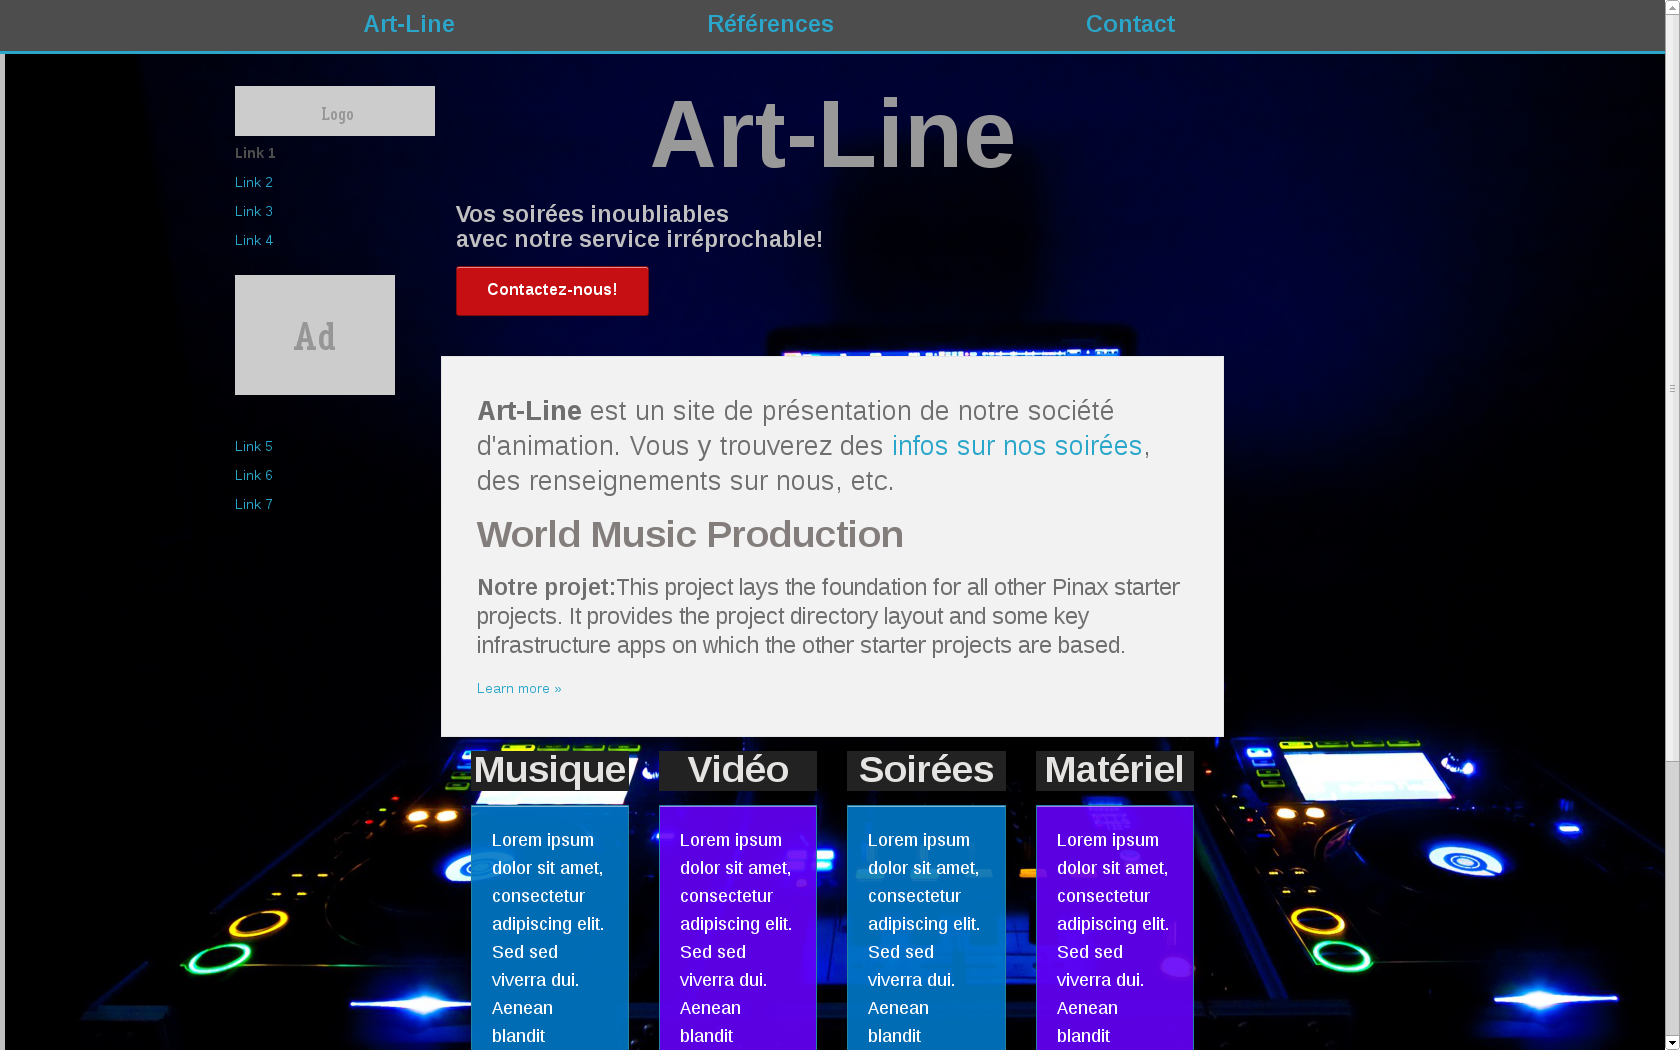 Art-Line Références Contact
Logo
Link 1
Link 2
Link 3
Link 4
Ad
Link 5
Link 6
Link 7
Art-Line
Vos soirées inoubliables
avec notre service irréprochable!
Contactez-nous!
Art-Line est un site de présentation de notre société
d'animation. Vous y trouverez des infos sur nos soirées,
des renseignements sur nous, etc.
World Music Production
Notre projet:This project lays the foundation for all other Pinax starter
projects. It provides the project directory layout and some key
infrastructure apps on which the other starter projects are based.
Learn more »
Musique
Lorem ipsum
dolor sit amet,
consectetur
adipiscing elit.
Sed sed
viverra dui.
Aenean
blandit
Vidéo
Lorem ipsum
dolor sit amet,
consectetur
adipiscing elit.
Sed sed
viverra dui.
Aenean
blandit
Soirées
Lorem ipsum
dolor sit amet,
consectetur
adipiscing elit.
Sed sed
viverra dui.
Aenean
blandit
Matériel
Lorem ipsum
dolor sit amet,
consectetur
adipiscing elit.
Sed sed
viverra dui.
Aenean
blandit